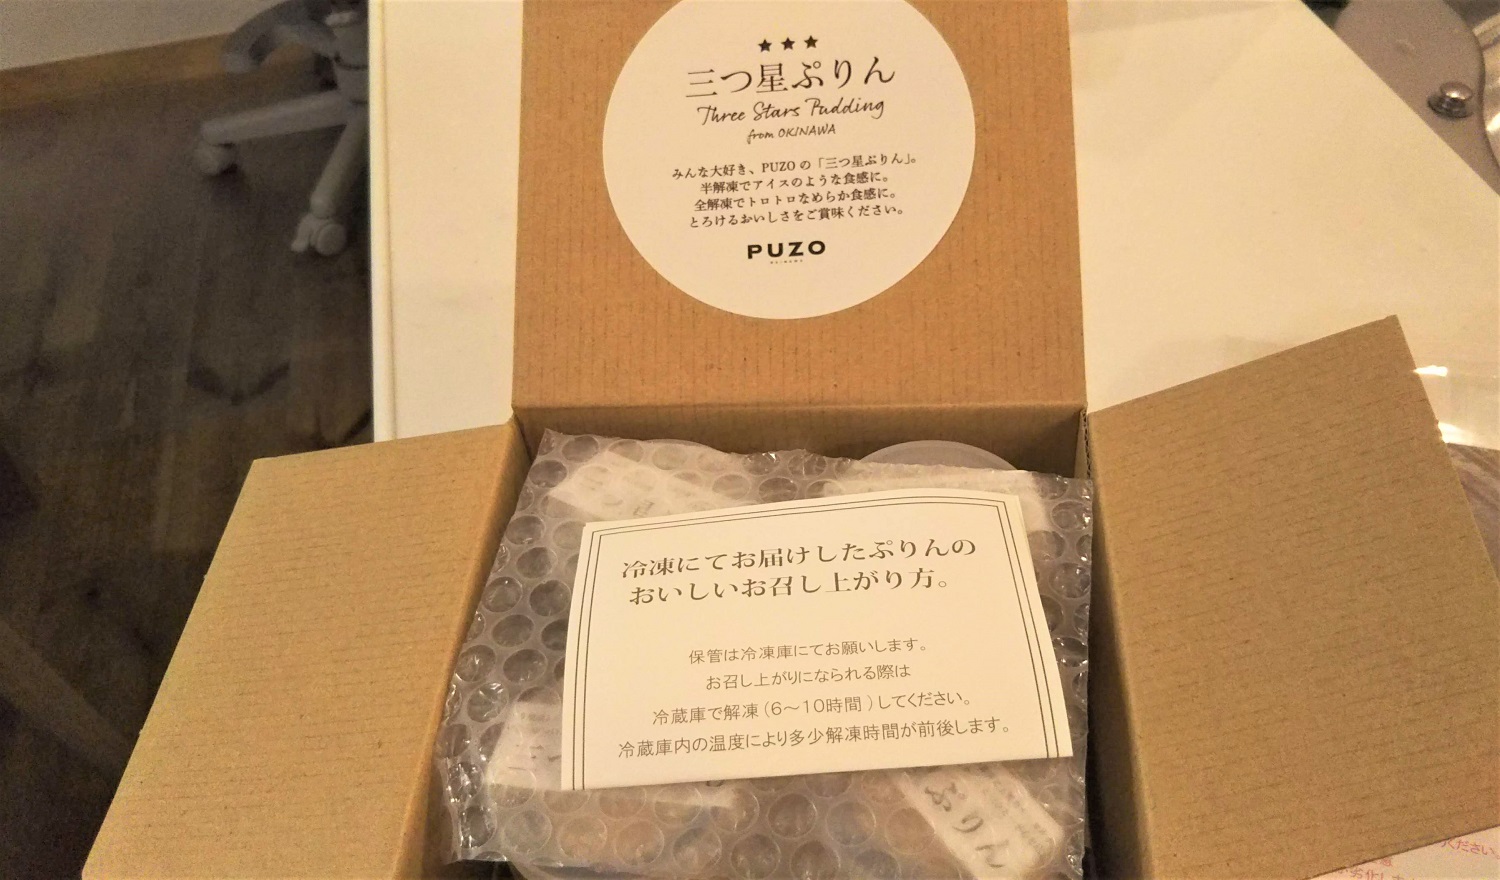 ★★★
三つ星ぷりん
Three Stars Pudding
from OKINAWA
みんな大好き、PUZOの「三つ星ぷりん」。
半解凍でアイスのような食感に。
全解凍でトロトロなめらか食感に。
とろけるおいしさをご賞味ください。
PUZO
OKINAWA
冷凍にてお届けしたぷりんの
おいしいお召し上がり方。
保管は冷凍庫にてお願いします。
お召し上がりになられる際は
冷蔵庫で解凍(6〜10時間)してください。
冷蔵庫内の温度により多少解凍時間が前後します。
ぷりん
ください。